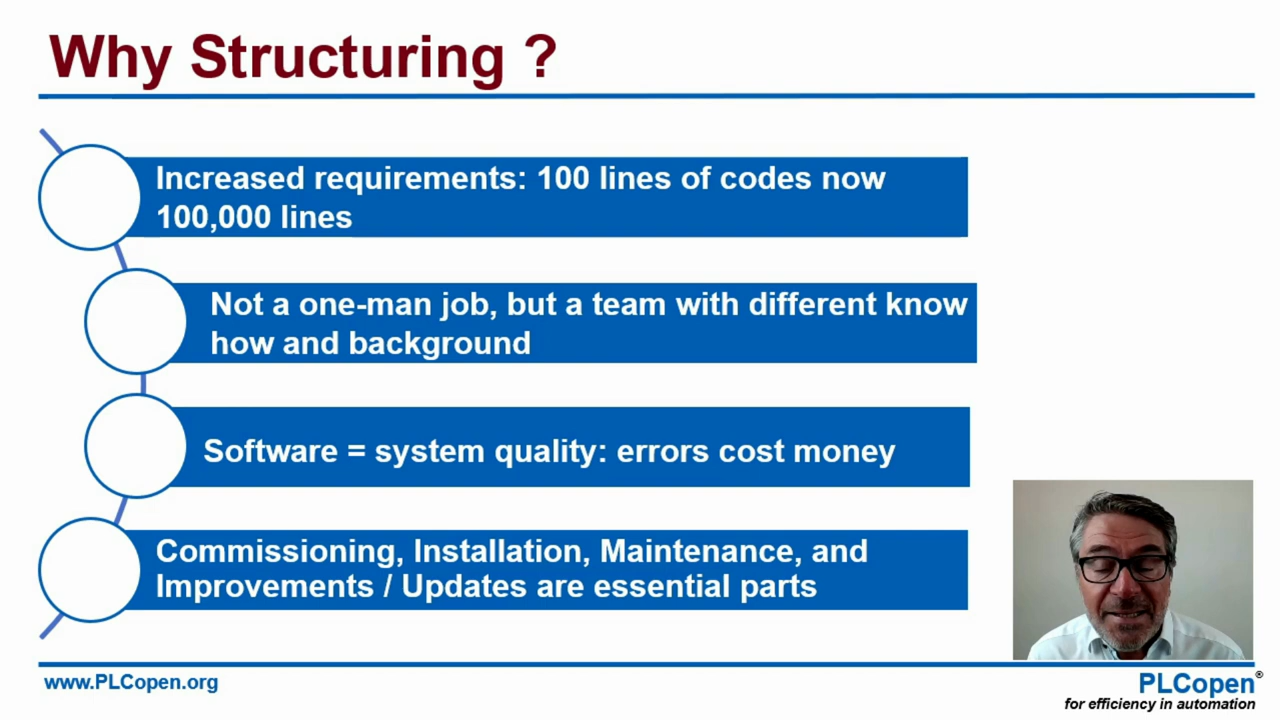 Why Structuring ?
Increased requirements: 100 lines of codes now
100,000 lines
Not a one-man job, but a team with different know
how and background
Software = system quality: errors cost money
Commissioning, Installation, Maintenance, and
Improvements / Updates are essential parts
www.PLCopen.org
PLCopen®
for efficiency in automation